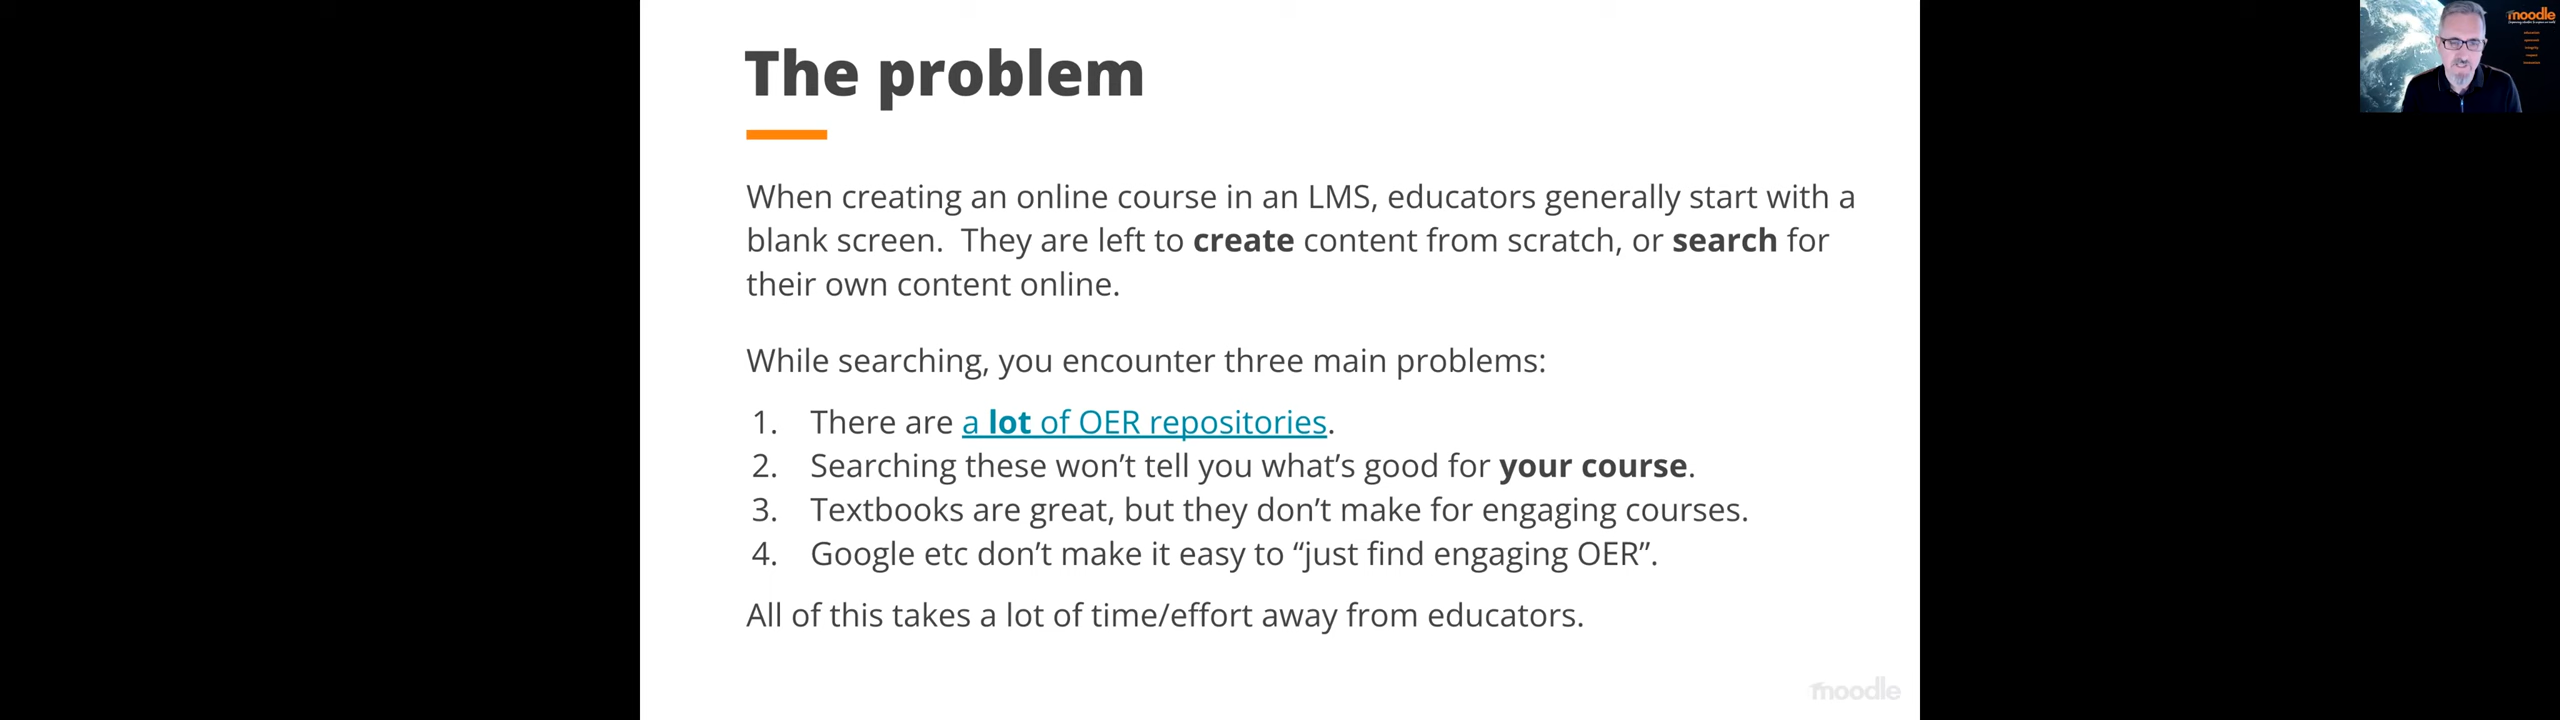 The problem
When creating an online course in an LMS, educators generally start with a
blank screen.  They are left to create content from scratch, or search for
their own content online.
While searching, you encounter three main problems:
1. There are a lot of OER repositories.
2. Searching these won’t tell you what’s good for your course.
3. Textbooks are great, but they don’t make for engaging courses.
4. Google etc don’t make it easy to “just find engaging OER”.
All of this takes a lot of time/effort away from educators.
moodle
moodle